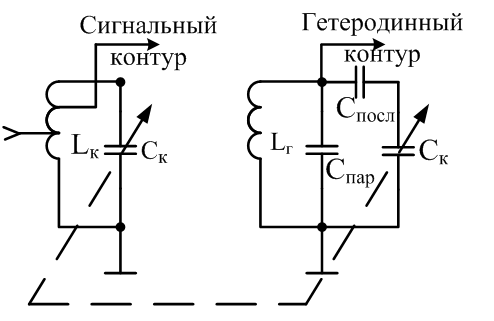 Сигнальный
контур
Гетеродинный
контур
Lк
Cк
Lг
Cпосл
Cпар
Cк